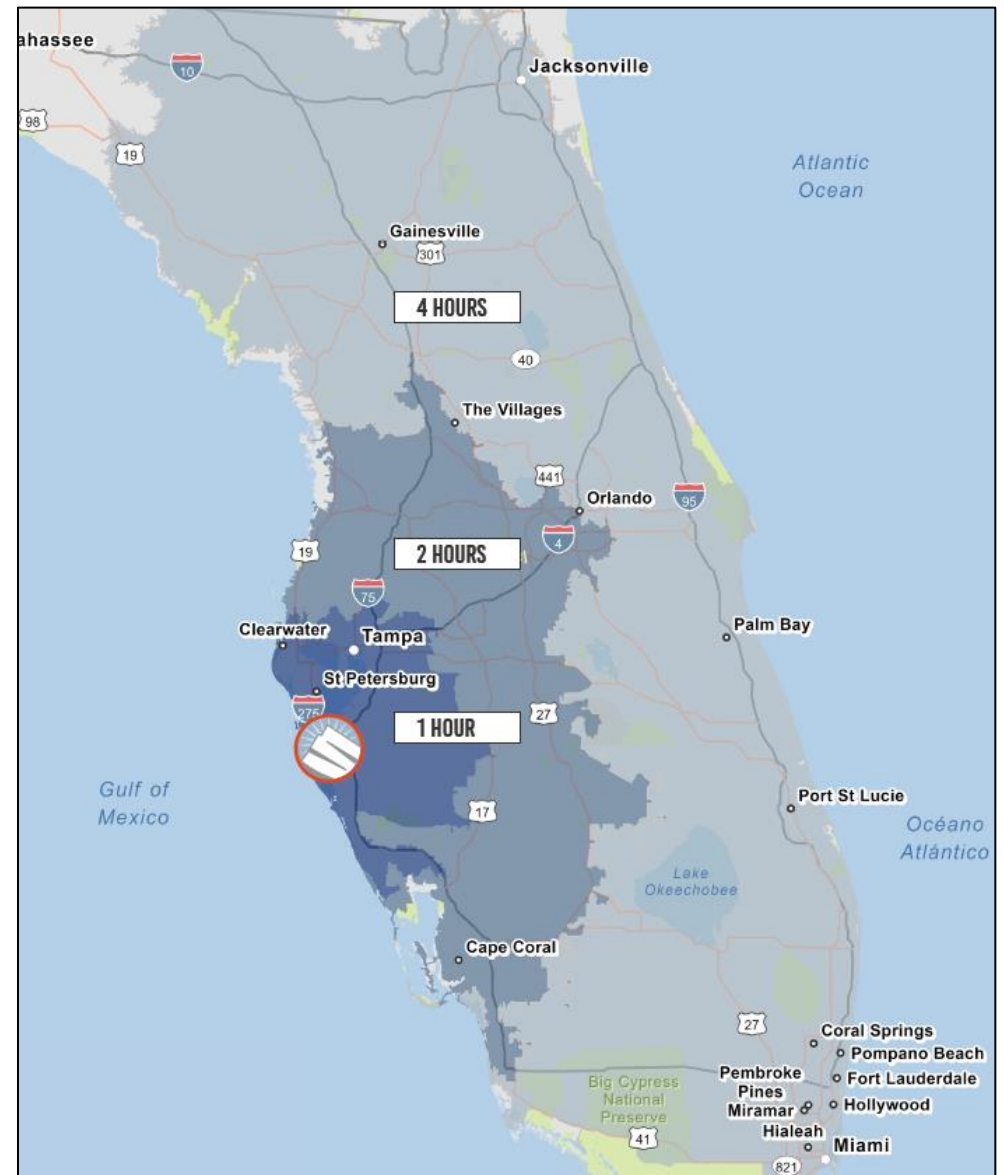 ahassee
10
Jacksonville
98
19
Atlantic
Ocean
Gainesville
301
4 HOURS
40
The Villages
441
Orlando
95
4
19
2 HOURS
75
Clearwater
Tampa
St Petersburg
275
1 HOUR
27
Palm Bay
Gulf of
Mexico
17
Port St Lucie
Océano
Atlántico
Lake
Okeechobee
Cape Coral
27
Coral Springs
Pompano Beach
Pembroke
Pines
Fort Lauderdale
Big Cypress
National
Preserve
Miramar
Hollywood
41
Hialeah
Miami
821